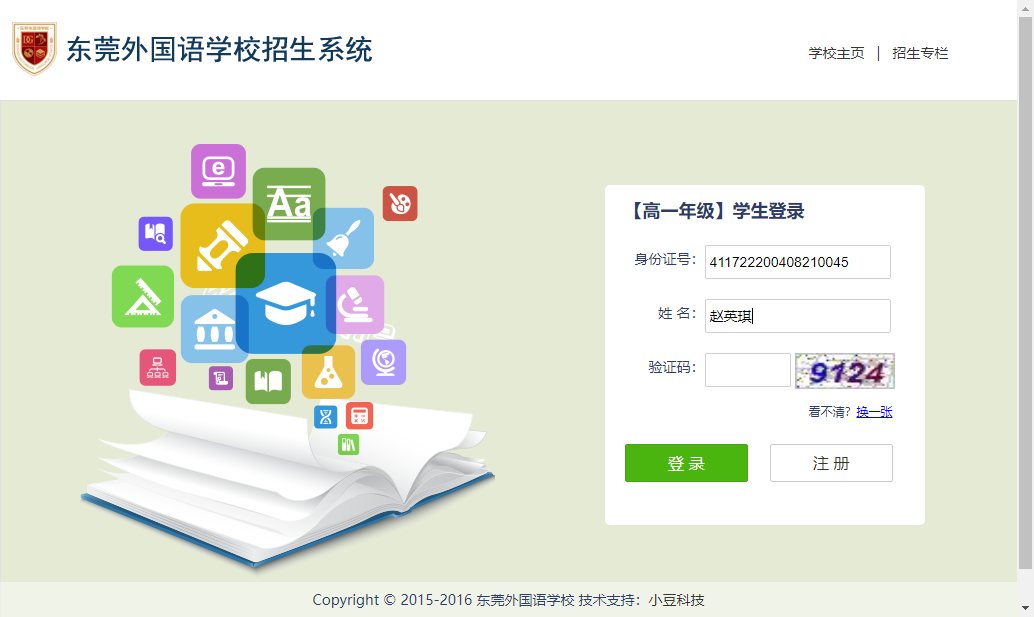 东莞外国语学校招生系统
学校主页 | 招生专栏
e
Aa
【高一年级】学生登录
身份证号： 411722200408210045
姓 名： 赵英琪
验证码： 9124
看不清？ 换一张
登 录 注 册
Copyright © 2015-2016 东莞外国语学校 技术支持：小豆科技